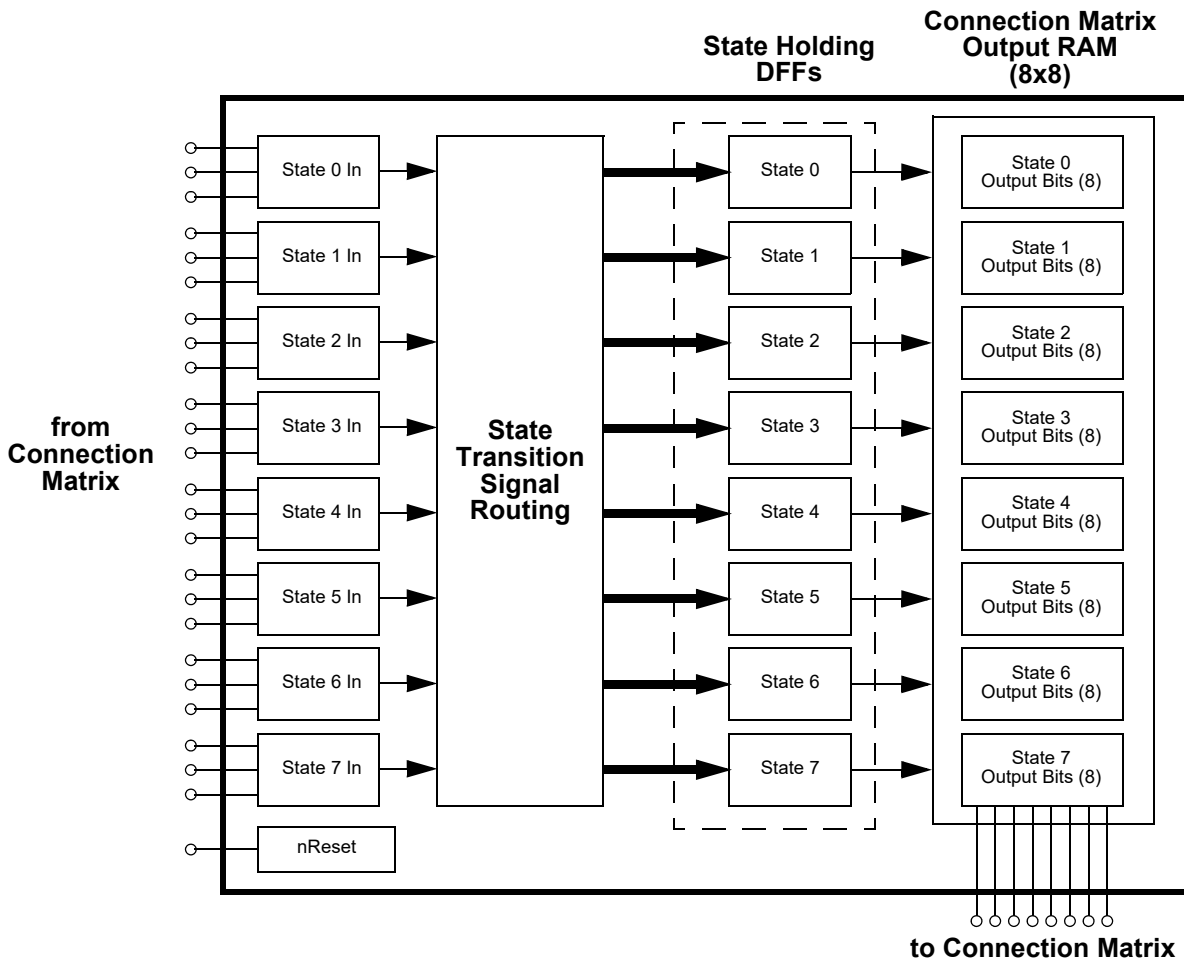 State Holding
DFFs
Connection Matrix
Output RAM
(8x8)
from
Connection
Matrix
State 0 In
State 1 In
State 2 In
State 3 In
State 4 In
State 5 In
State 6 In
State 7 In
nReset
State
Transition
Signal
Routing
State 0
State 1
State 2
State 3
State 4
State 5
State 6
State 7
State 0
Output Bits (8)
State 1
Output Bits (8)
State 2
Output Bits (8)
State 3
Output Bits (8)
State 4
Output Bits (8)
State 5
Output Bits (8)
State 6
Output Bits (8)
State 7
Output Bits (8)
to Connection Matrix